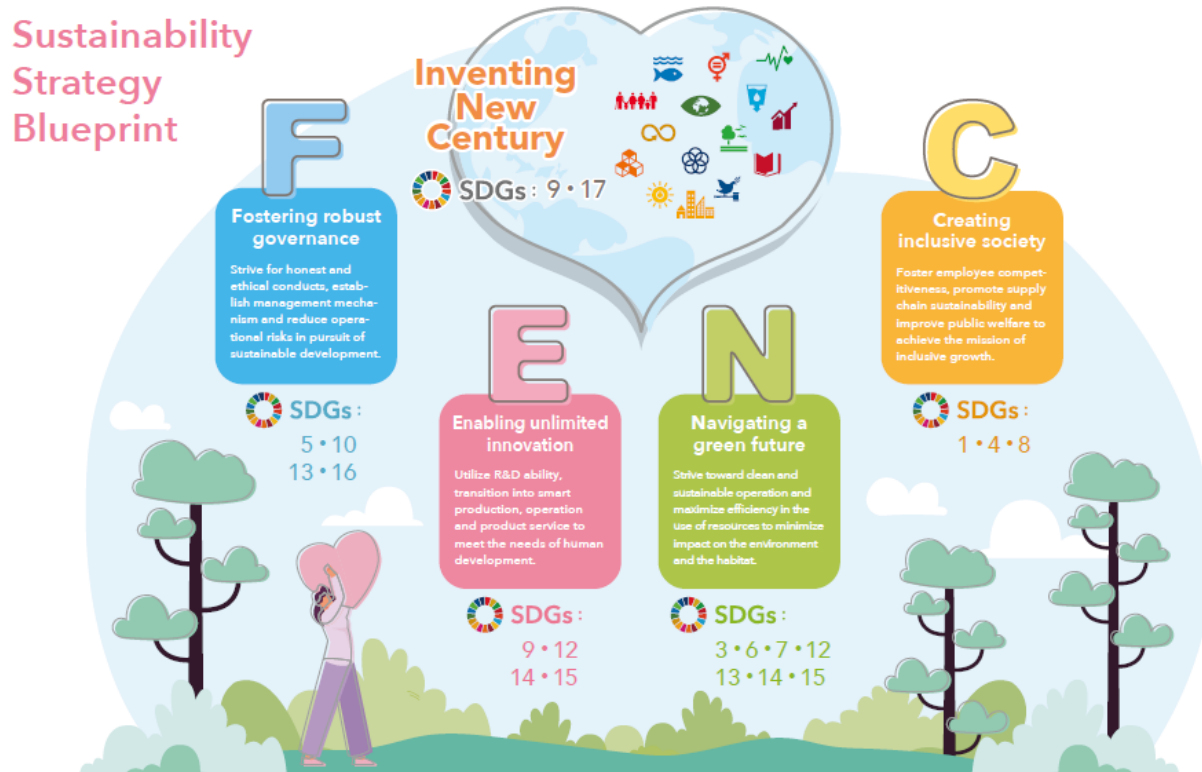 Sustainability
Strategy
Blueprint
Inventing
New
Century
SDGs : 9 • 17
F
Fostering robust
governance
Strive for honest and
ethical conducts, estab-
lish management mecha-
nism and reduce opera-
tional risks in pursuit of
sustainable development.
SDGs :
5 • 10
13 • 16
E
Enabling unlimited
innovation
Utilize R&D ability,
transition into smart
production, operation
and product service to
meet the needs of human
development.
SDGs :
9 • 12
14 • 15
N
Navigating a
green future
Strive toward clean and
sustainable operation and
maximize efficiency in the
use of resources to minimize
impact on the environment
and the habitat.
SDGs :
3 • 6 • 7 • 12
13 • 14 • 15
C
Creating
inclusive society
Foster employee compet-
itiveness, promote supply
chain sustainability and
improve public welfare to
achieve the mission of
inclusive growth.
SDGs :
1 • 4 • 8